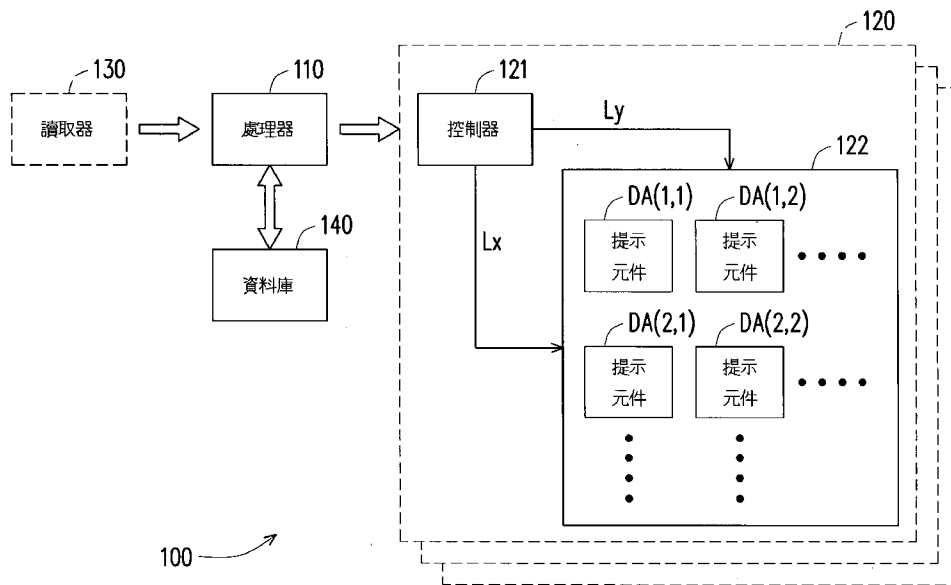 120
130
110
121
讀取器
處理器
控制器
Ly
122
DA(1,1)
DA(1,2)
140
Lx
提示
元件
提示
元件
資料庫
DA(2,1)
DA(2,2)
提示
元件
提示
元件
100